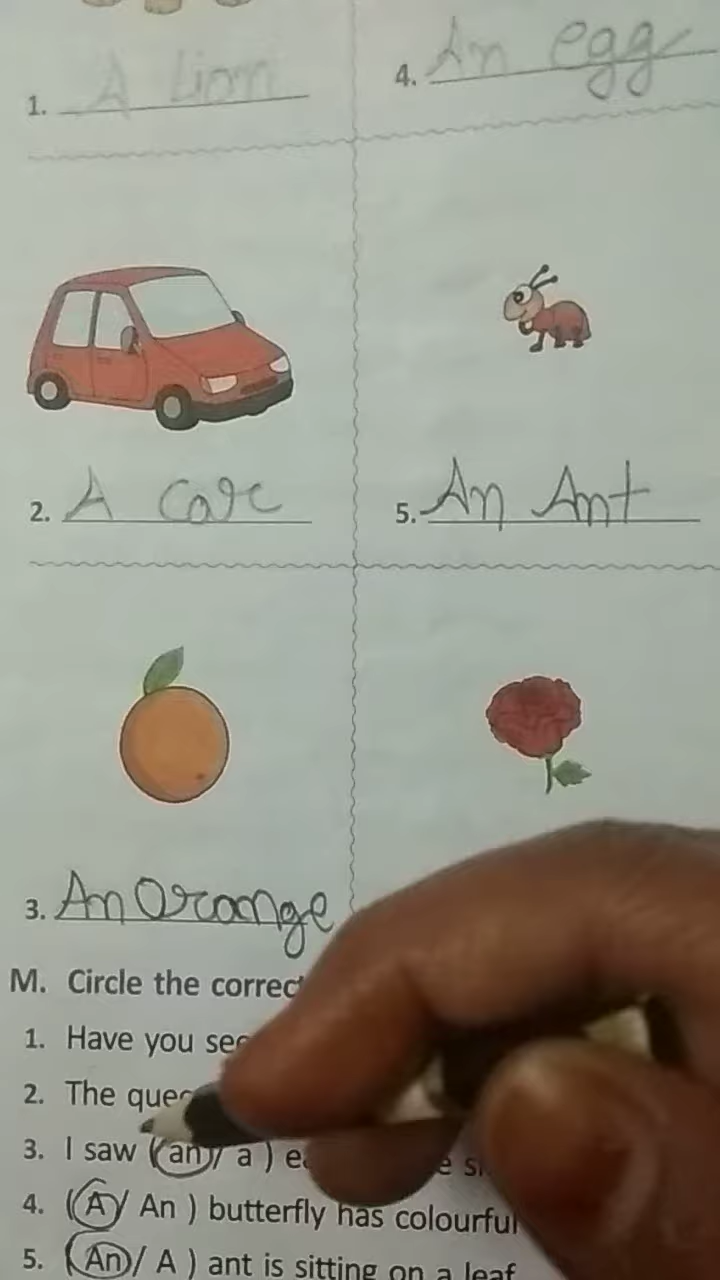 1. A Lion
4. An egg
2. A Car
5. An Ant
3. An Orange
M. Circle the correct
1. Have you see
2. The
3. I saw (an / a )
4. (A / An ) butterfly has colourful
5. (An / A ) ant is sitting on a leaf